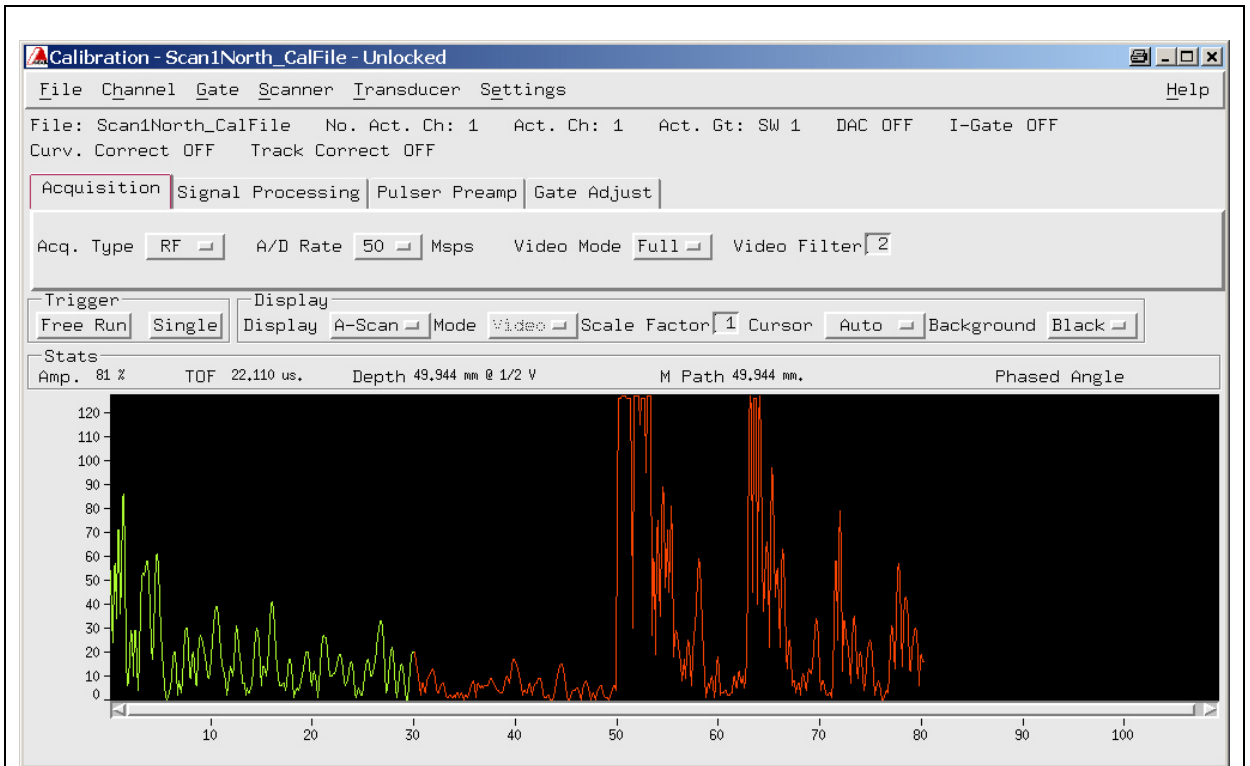 Calibration - Scan1North_CalFile - Unlocked
File Channel Gate Scanner Transducer Settings Help
File: Scan1North_CalFile No. Act. Ch: 1 Act. Ch: 1 Act. Gt: SW 1 DAC OFF I-Gate OFF
Curv. Correct OFF Track Correct OFF
Acquisition Signal Processing Pulser Preamp Gate Adjust
Acq. Type RF A/D Rate 50 Msps Video Mode Full Video Filter 2
Trigger Display
Free Run Single Display A-Scan Mode Video Scale Factor 1 Cursor Auto Background Black
Stats
Amp. 81 % TOF 22.110 us. Depth 49.944 mm @ 1/2 V M Path 49.944 mm. Phased Angle
120
110
100
90
80
70
60
50
40
30
20
10
0
10 20 30 40 50 60 70 80 90 100